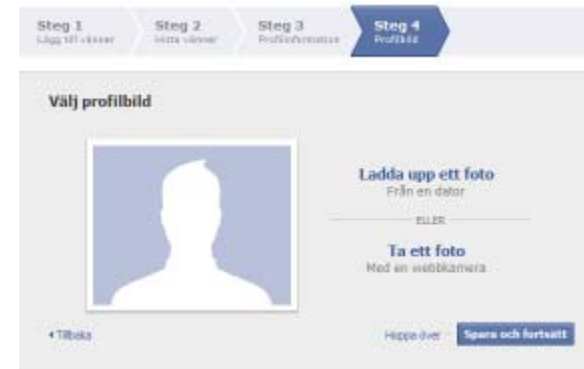 Steg 1
Lägg till vänner
Steg 2
Hitta vänner
Steg 3
Profilinformation
Steg 4
Profilbild
Välj profilbild
Ladda upp ett foto
Från en dator
ELLER
Ta ett foto
Med en webbkamera
Tillbaka
Hoppa över
Spara och fortsätt